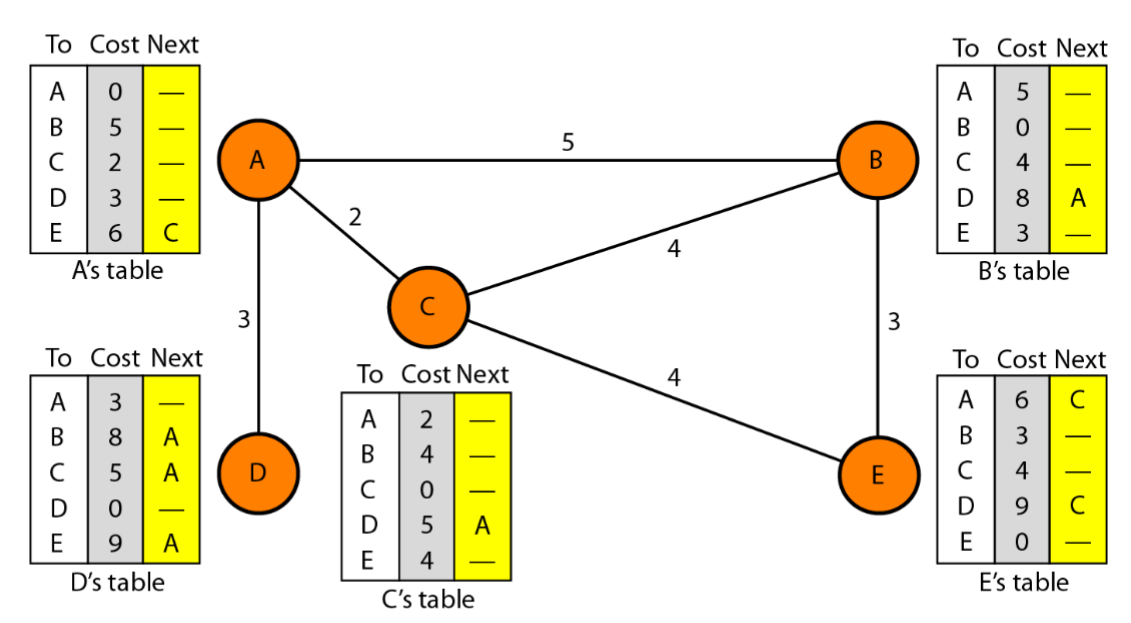 To Cost Next
A 0 —
B 5 —
C 2 —
D 3 —
E 6 C
A's table
To Cost Next
A 5 —
B 0 —
C 4 —
D 8 A
E 3 —
B's table
A
5
B
2
4
C
3
3
4
D
E
To Cost Next
A 3 —
B 8 A
C 5 A
D 0 —
E 9 A
D's table
To Cost Next
A 2 —
B 4 —
C 0 —
D 5 A
E 4 —
C's table
To Cost Next
A 6 C
B 3 —
C 4 —
D 9 C
E 0 —
E's table